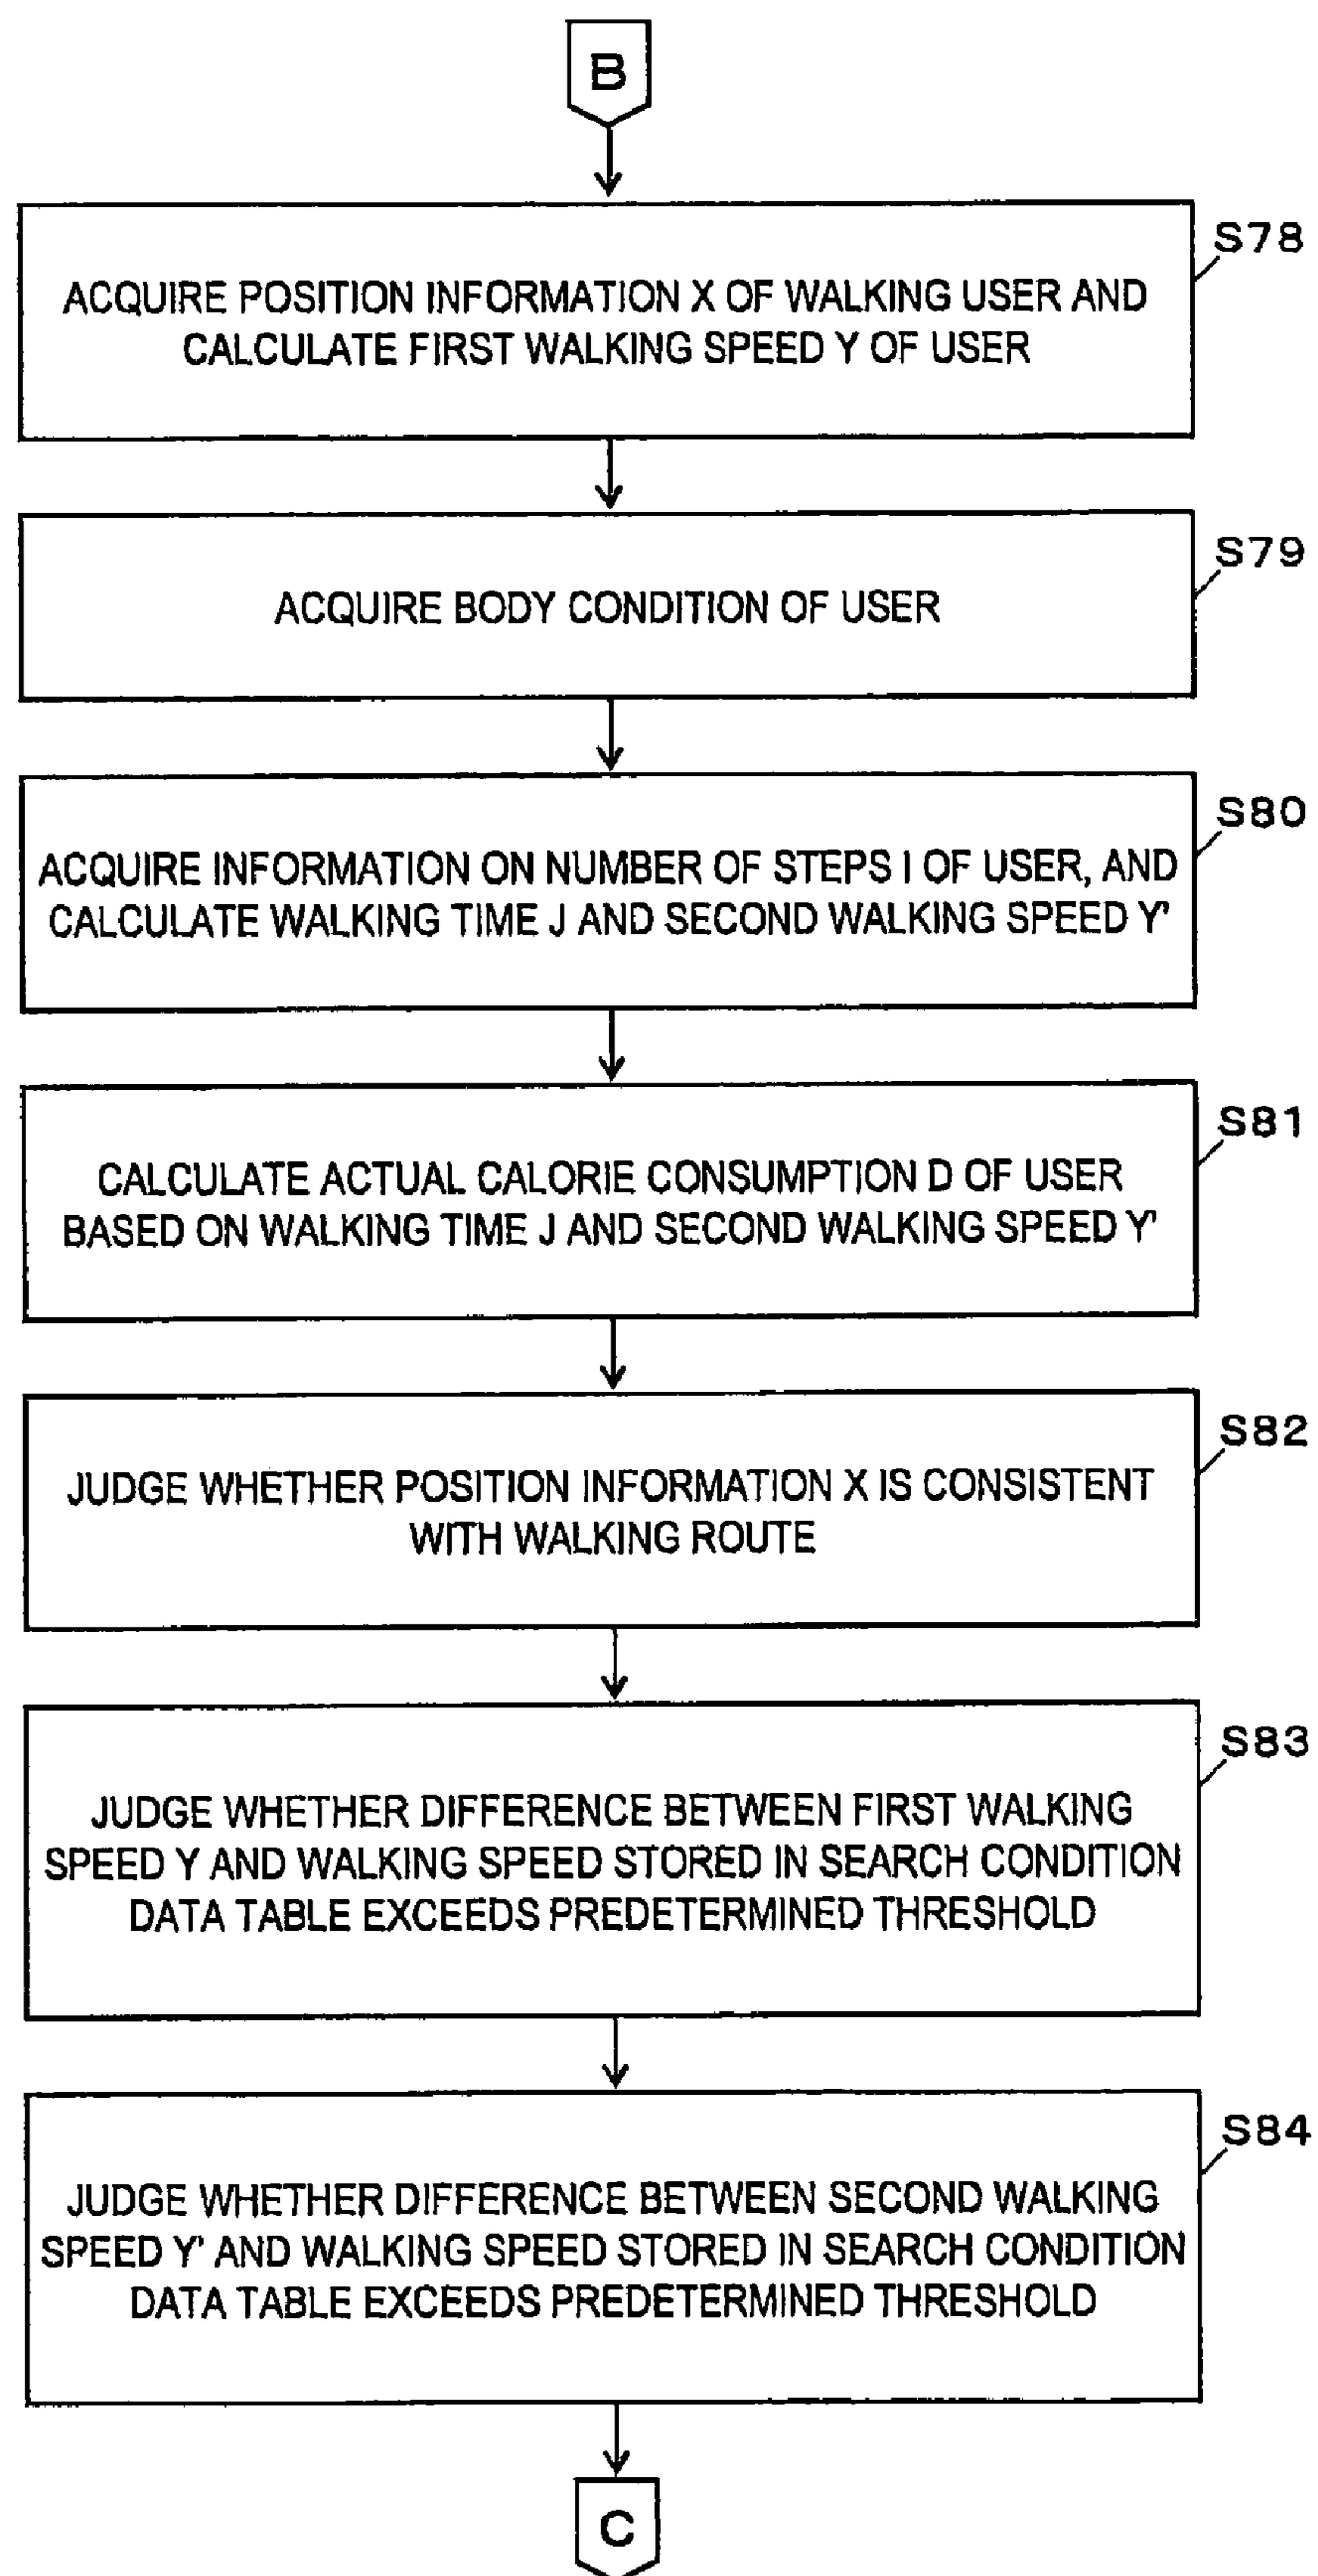 B
S78
ACQUIRE POSITION INFORMATION X OF WALKING USER AND
CALCULATE FIRST WALKING SPEED Y OF USER
S79
ACQUIRE BODY CONDITION OF USER
S80
ACQUIRE INFORMATION ON NUMBER OF STEPS I OF USER, AND
CALCULATE WALKING TIME J AND SECOND WALKING SPEED Y'
S81
CALCULATE ACTUAL CALORIE CONSUMPTION D OF USER
BASED ON WALKING TIME J AND SECOND WALKING SPEED Y'
S82
JUDGE WHETHER POSITION INFORMATION X IS CONSISTENT
WITH WALKING ROUTE
S83
JUDGE WHETHER DIFFERENCE BETWEEN FIRST WALKING
SPEED Y AND WALKING SPEED STORED IN SEARCH CONDITION
DATA TABLE EXCEEDS PREDETERMINED THRESHOLD
S84
JUDGE WHETHER DIFFERENCE BETWEEN SECOND WALKING
SPEED Y' AND WALKING SPEED STORED IN SEARCH CONDITION
DATA TABLE EXCEEDS PREDETERMINED THRESHOLD
C